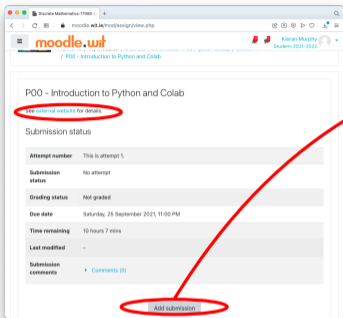 Discrete Mathematics-17089 (
moodle.wit.ie/mod/assign/view.php
moodle.wit
Kieran Murphy
Student 2021-2022
/ P00 - Introduction to Python and Colab
P00 - Introduction to Python and Colab
See external website for details.
Submission status
Attempt number This is attempt 1.
Submission status No attempt
Grading status Not graded
Due date Saturday, 25 September 2021, 11:00 PM
Time remaining 10 hours 7 mins
Last modified -
Submission comments Comments (0)
Add submission